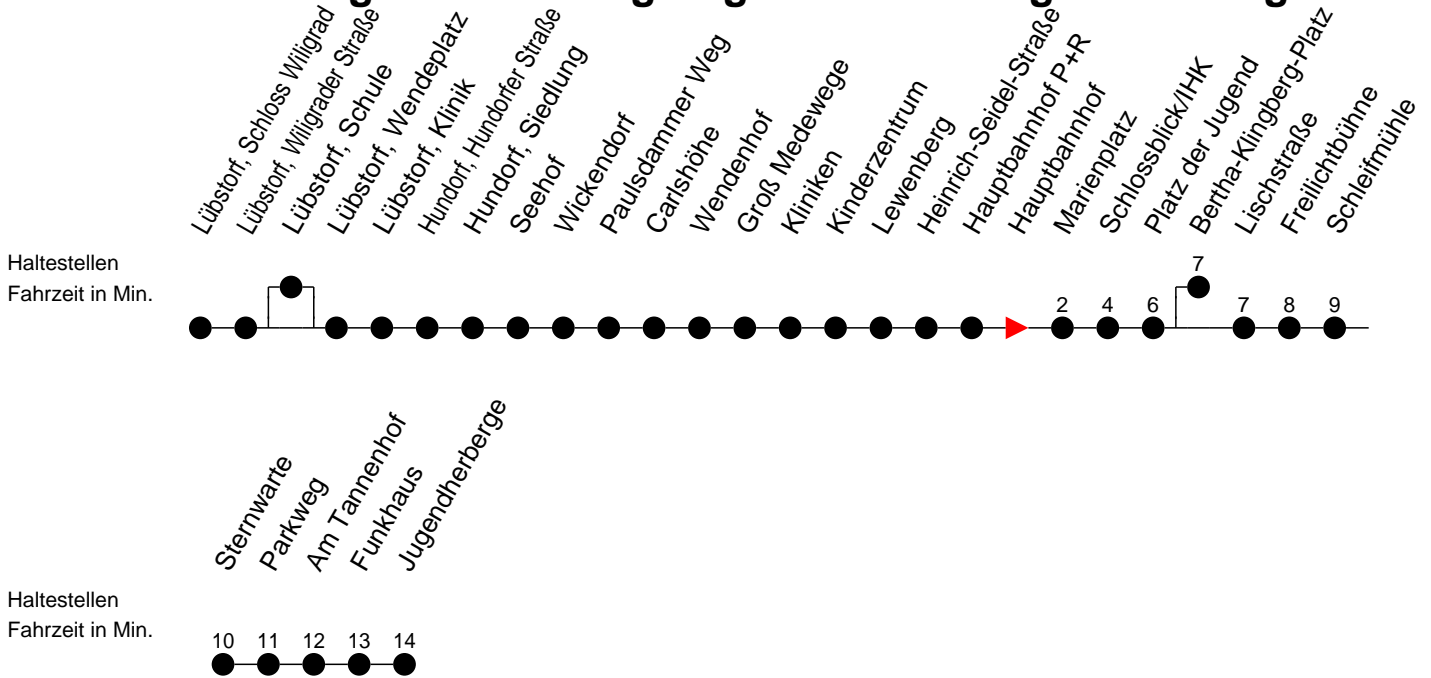 Lübstorf, Schloss Wiligrad
Lübstorf, Wiligrader Straße
Lübstorf, Schule
Lübstorf, Wendeplatz
Lübstorf, Klinik
Hundorf, Hundorfer Straße
Hundorf, Siedlung
Seehof
Wickendorf
Paulsdammer Weg
Carlshöhe
Wendenhof
Groß Medewege
Kliniken
Kinderzentrum
Lewenberg
Heinrich-Seidel-Straße
Hauptbahnhof P+R
Hauptbahnhof
Marienplatz
Schlossblick/IHK
Platz der Jugend
Bertha-Klingberg-Platz
Lischstraße
Freilichtbühne
Schleifmühle
Haltestellen
Fahrzeit in Min.
7
2 4 6 7 8 9
Sternwarte
Parkweg
Am Tannenhof
Funkhaus
Jugendherberge
Haltestellen
Fahrzeit in Min.
10 11 12 13 14